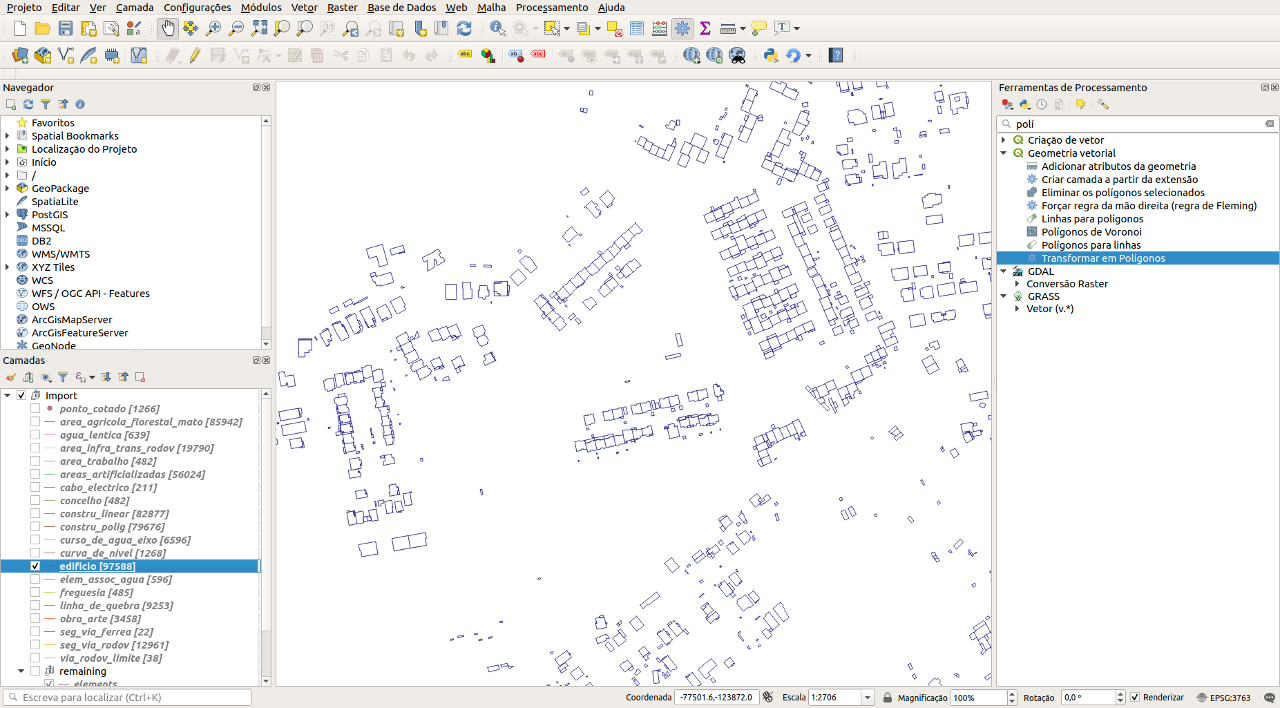 Projeto Editar Ver Camada Configurações Módulos Vetor Raster Base de Dados Web Malha Processamento Ajuda
Navegador
Favoritos
Spatial Bookmarks
Localização do Projeto
Início
/
GeoPackage
SpatiaLite
PostGIS
MSSQL
DB2
WMS/WMTS
XYZ Tiles
WCS
WFS / OGC API - Features
OWS
ArcGisMapServer
ArcGisFeatureServer
GeoNode
Camadas
Import
ponto_cotado [1266]
area_agricola_florestal_mato [85942]
agua_lentica [639]
area_infra_trans_rodov [19790]
area_trabalho [482]
areas_artificializadas [56024]
cabo_electrico [211]
concelho [482]
constru_linear [82877]
constru_polig [79676]
curso_de_agua_eixo [6596]
curva_de_nivel [1268]
edificio [97588]
elem_assoc_agua [596]
freguesia [485]
linha_de_quebra [9253]
obra_arte [3458]
seg_via_ferrea [22]
seg_via_rodov [12961]
via_rodov_limite [38]
remaining
elements
Ferramentas de Processamento
polí
Criação de vetor
Geometria vetorial
Adicionar atributos da geometria
Criar camada a partir da extensão
Eliminar os polígonos selecionados
Forçar regra da mão direita (regra de Fleming)
Linhas para polígonos
Polígonos de Voronoi
Polígonos para linhas
Transformar em Polígonos
GDAL
Conversão Raster
GRASS
Vetor (v.*)
Escreva para localizar (Ctrl+K)
Coordenada -77501.6,-123872.0 Escala 1:2706 Magnificação 100% Rotação 0,0 ° Renderizar EPSG:3763